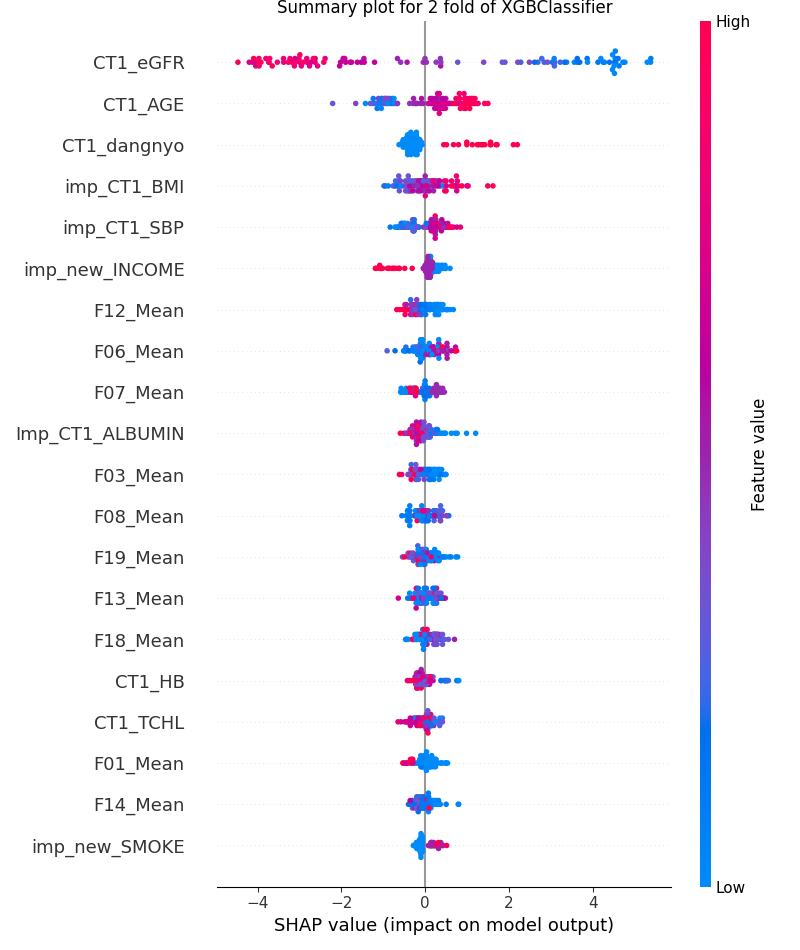 Summary plot for 2 fold of XGBClassifier
High
CT1_eGFR
CT1_AGE
CT1_dangnyo
imp_CT1_BMI
imp_CT1_SBP
imp_new_INCOME
F12_Mean
F06_Mean
F07_Mean
Imp_CT1_ALBUMIN
F03_Mean
F08_Mean
F19_Mean
F13_Mean
F18_Mean
CT1_HB
CT1_TCHL
F01_Mean
F14_Mean
imp_new_SMOKE
Feature value
Low
−4 −2 0 2 4
SHAP value (impact on model output)